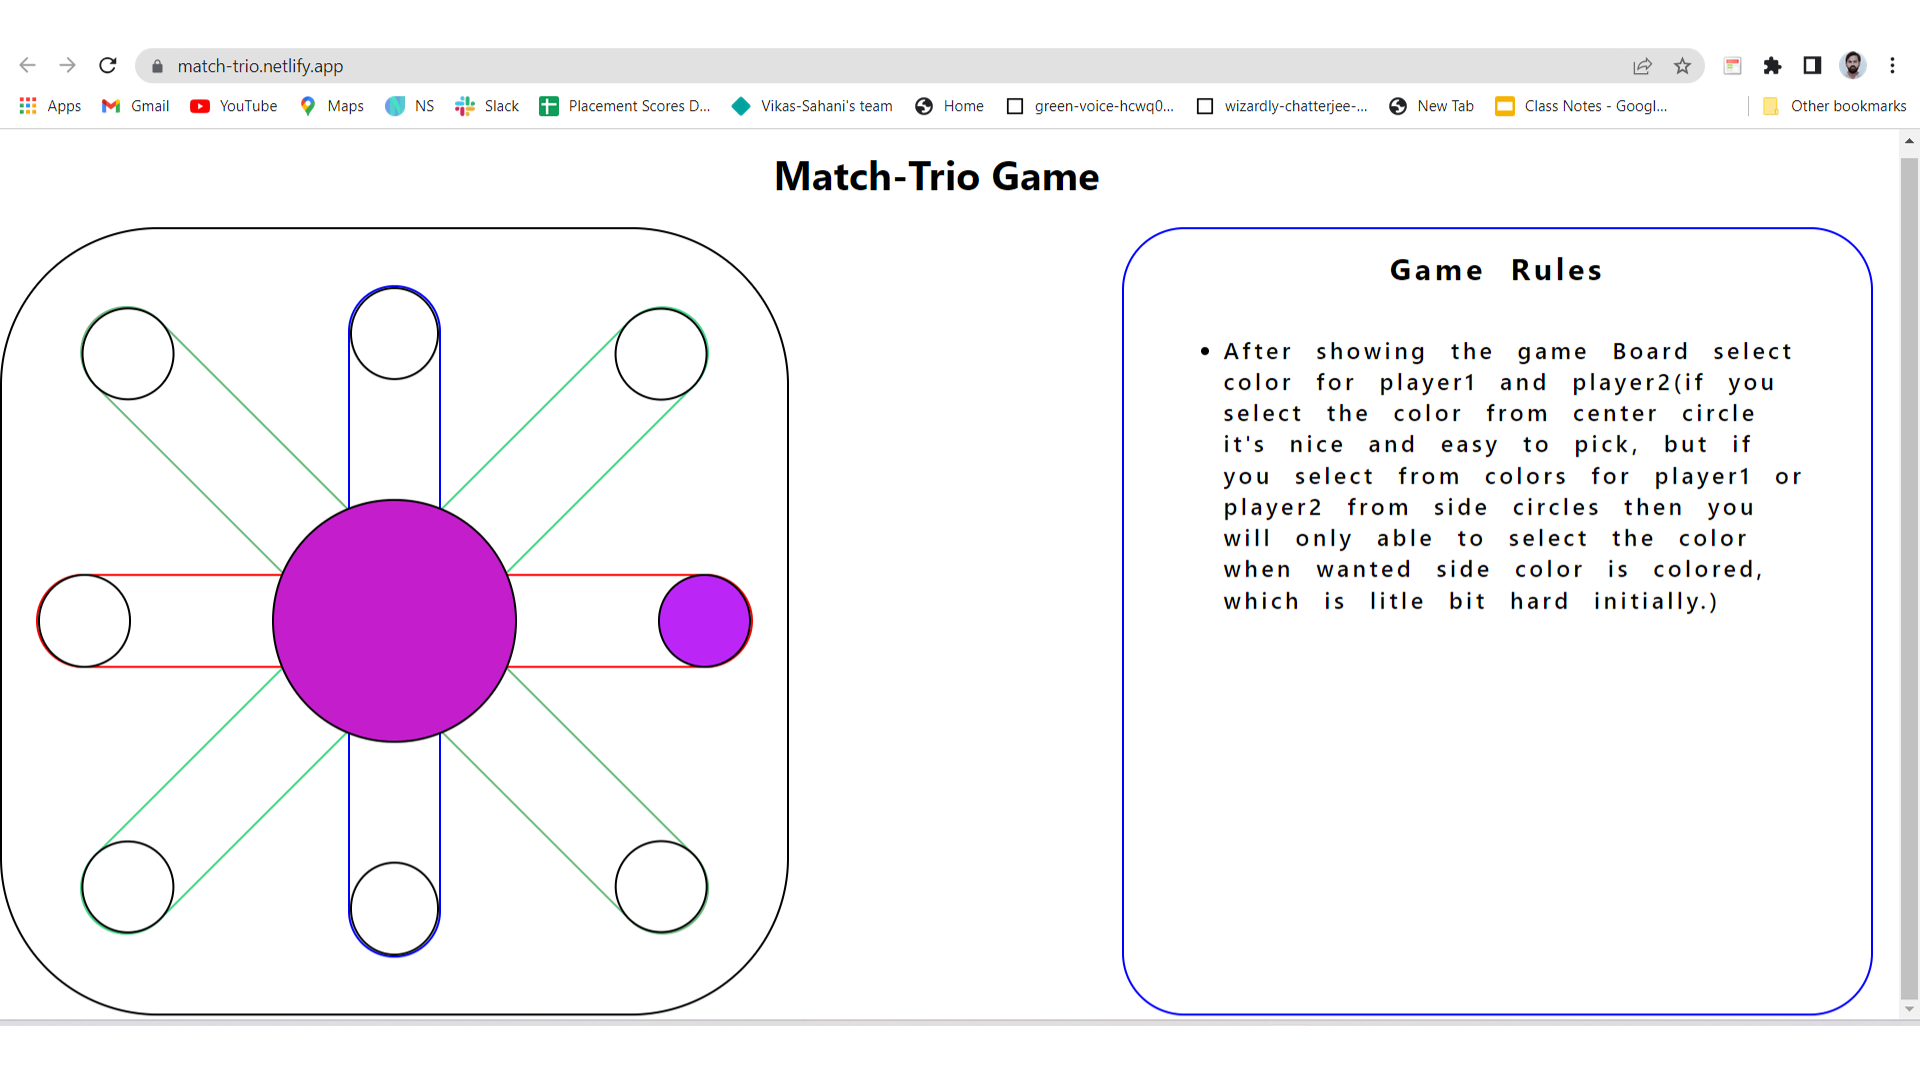 match-trio.netlify.app
Apps Gmail YouTube Maps NS Slack Placement Scores D... Vikas-Sahani's team Home green-voice-hcwq0... wizardly-chatterjee-... New Tab Class Notes - Googl... Other bookmarks
Match-Trio Game
Game Rules
After showing the game Board select
color for player1 and player2(if you
select the color from center circle
it's nice and easy to pick, but if
you select from colors for player1 or
player2 from side circles then you
will only able to select the color
when wanted side color is colored,
which is litle bit hard initially.)